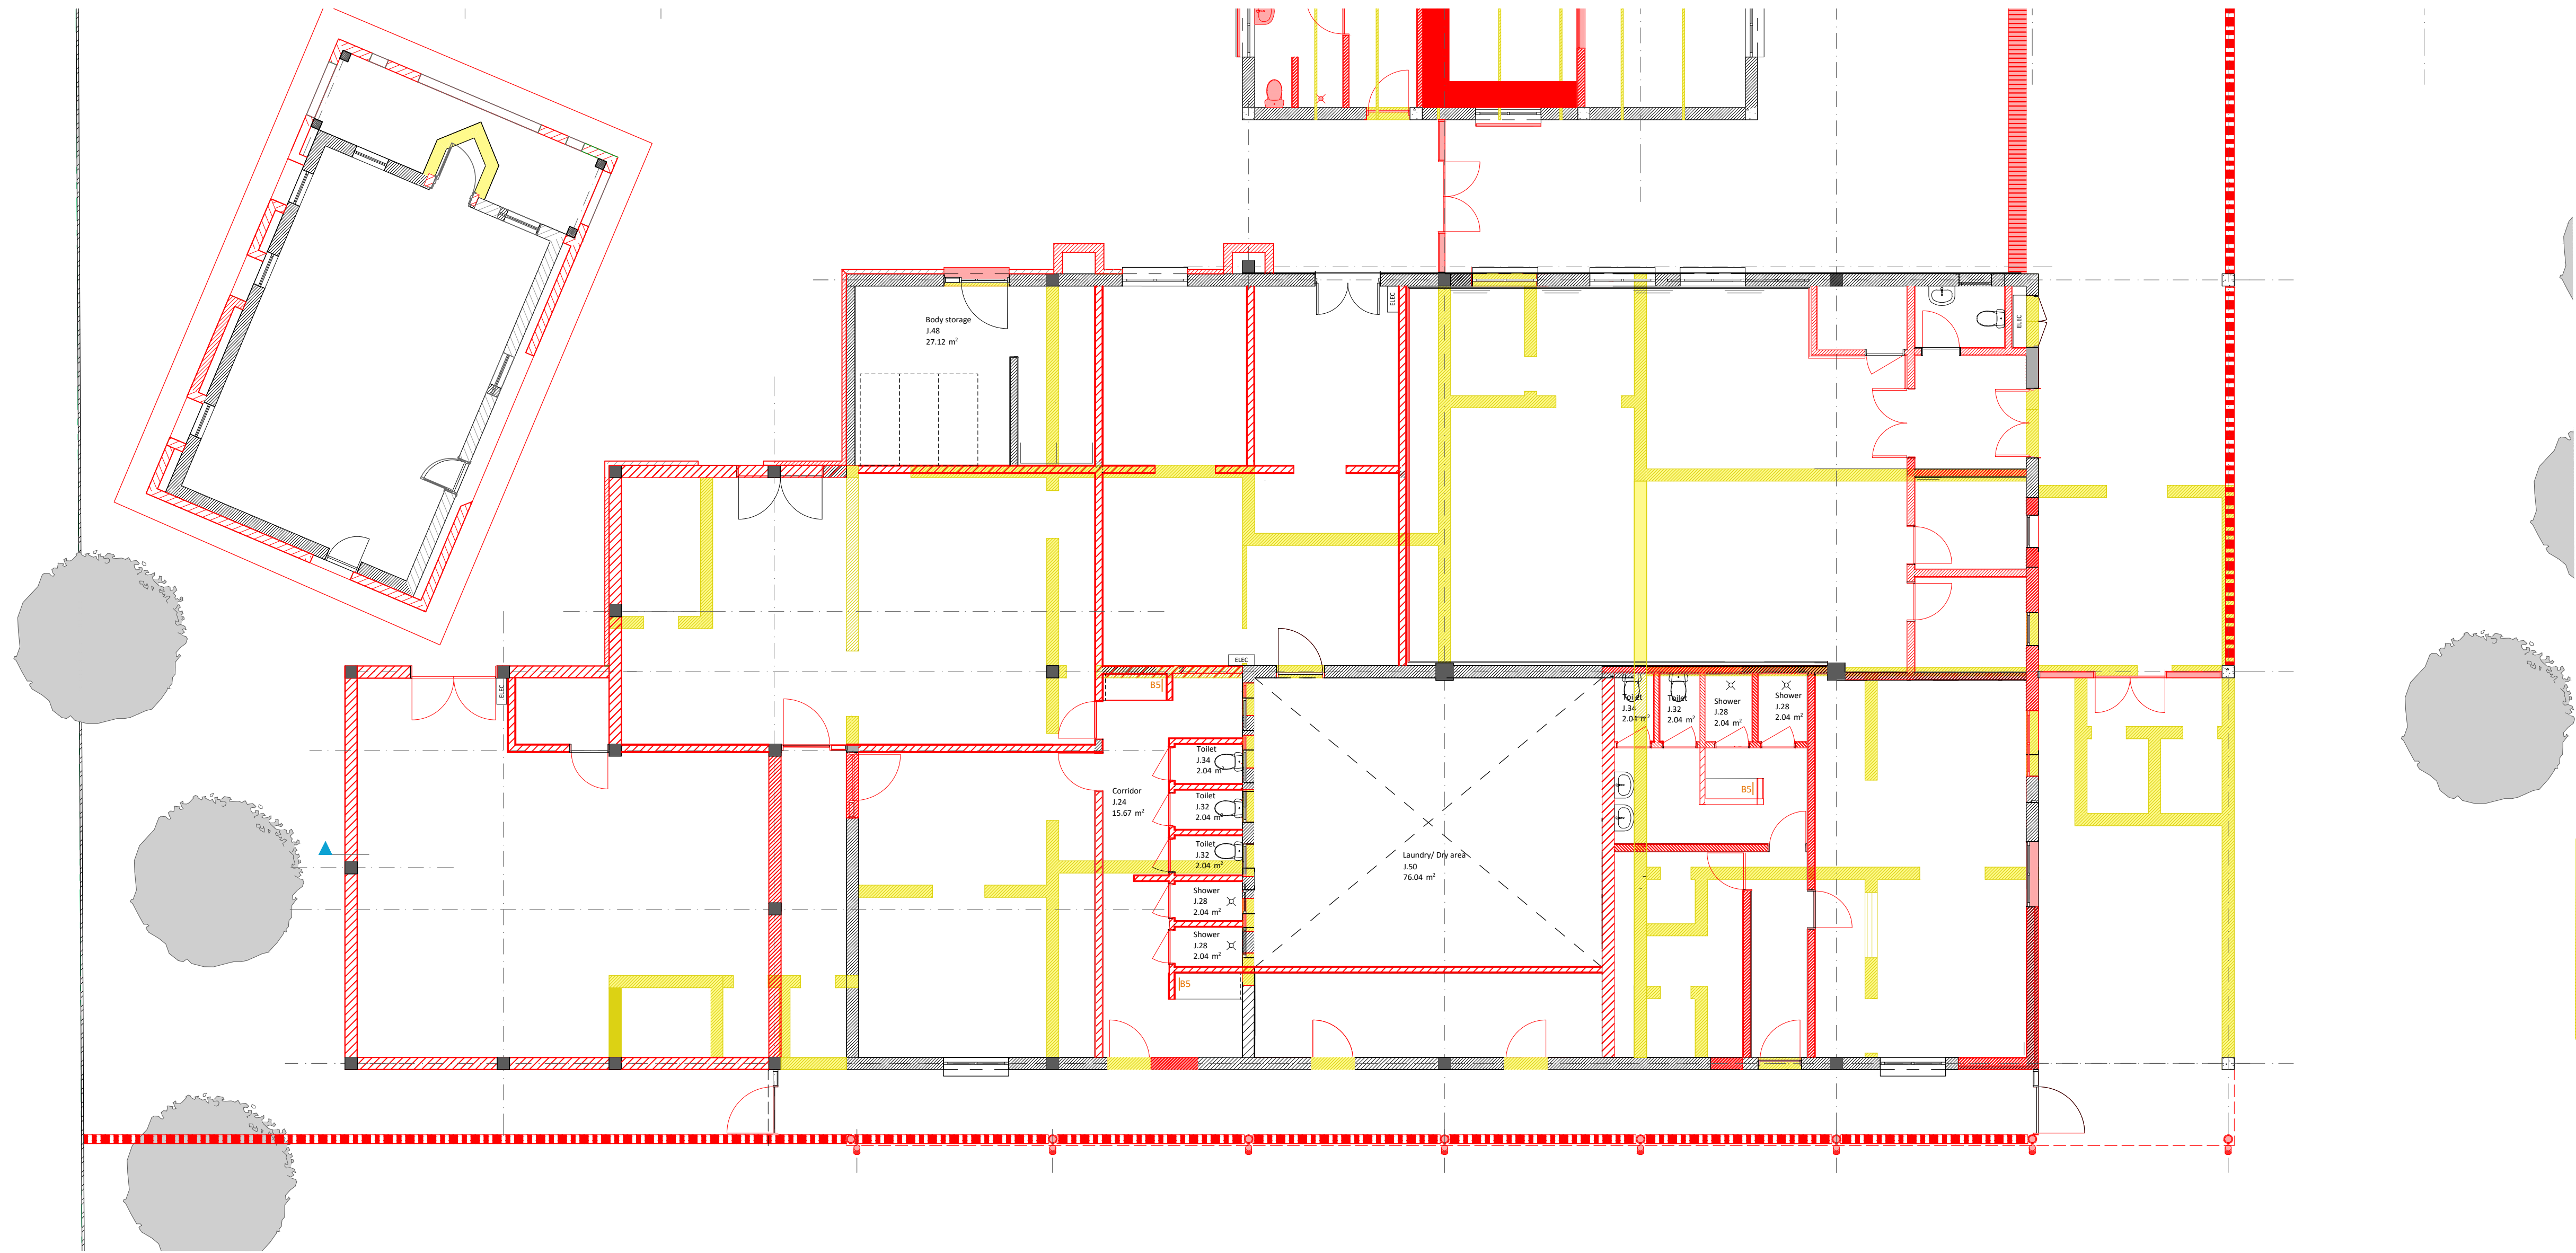 Body storage
J.48
27.12 m²
ELEC
ELEC
ELEC
ELEC
B5
Toilet
J.34
2.04 m²
Toilet
J.32
2.04 m²
Shower
J.28
2.04 m²
Shower
J.28
2.04 m²
Toilet
J.34
2.04 m²
Corridor
J.24
15.67 m²
Toilet
J.32
2.04 m²
B5
Toilet
J.32
2.04 m²
Laundry/ Dry area
J.50
76.04 m²
Shower
J.28
2.04 m²
Shower
J.28
2.04 m²
B5